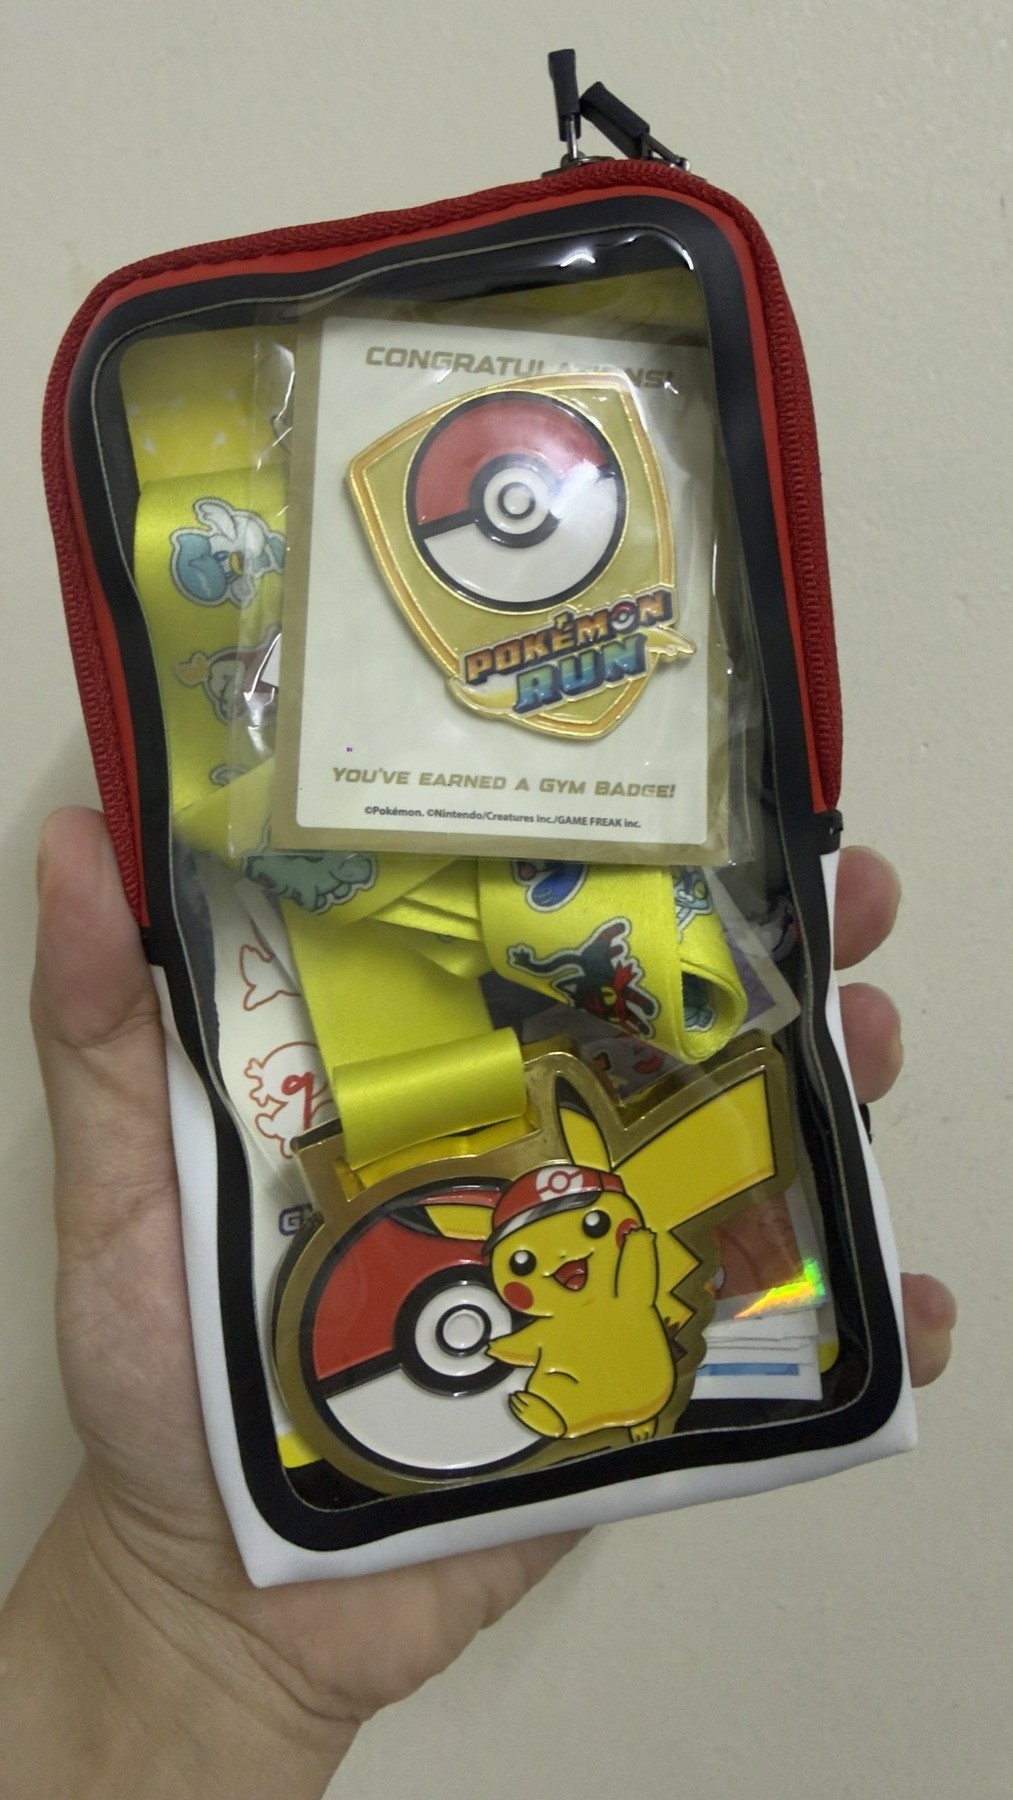 CONGRATULATIONS!
POKÉMON
RUN
YOU'VE EARNED A GYM BADGE!
©Pokémon. ©Nintendo/Creatures Inc./GAME FREAK inc.